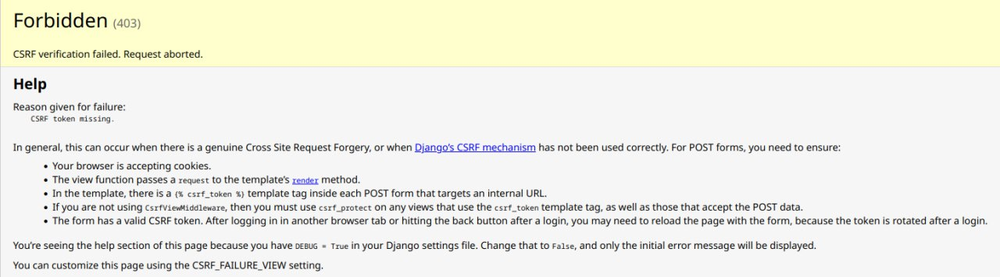 Forbidden (403)
CSRF verification failed. Request aborted.
Help
Reason given for failure:
CSRF token missing.
In general, this can occur when there is a genuine Cross Site Request Forgery, or when Django’s CSRF mechanism has not been used correctly. For POST forms, you need to ensure:
• Your browser is accepting cookies.
• The view function passes a request to the template’s render method.
• In the template, there is a {% csrf_token %} template tag inside each POST form that targets an internal URL.
• If you are not using CsrfViewMiddleware, then you must use csrf_protect on any views that use the csrf_token template tag, as well as those that accept the POST data.
• The form has a valid CSRF token. After logging in in another browser tab or hitting the back button after a login, you may need to reload the page with the form, because the token is rotated after a login.
You’re seeing the help section of this page because you have DEBUG = True in your Django settings file. Change that to False, and only the initial error message will be displayed.
You can customize this page using the CSRF_FAILURE_VIEW setting.